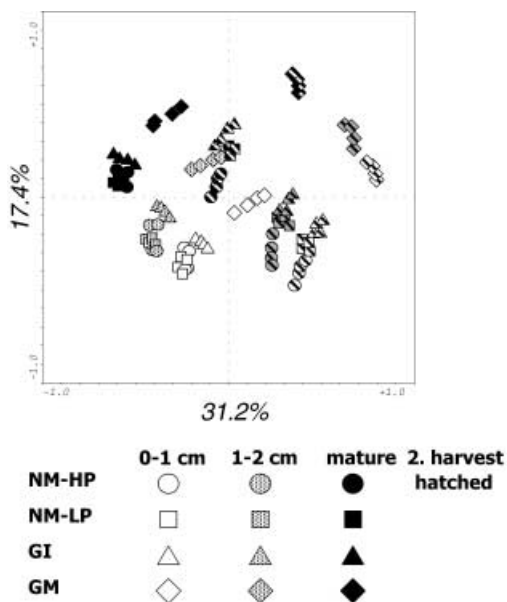 +1.0
17.4%
-1.0
-1.0
+1.0
31.2%
0-1 cm 1-2 cm mature 2. harvest
hatched
NM-HP
NM-LP
GI
GM